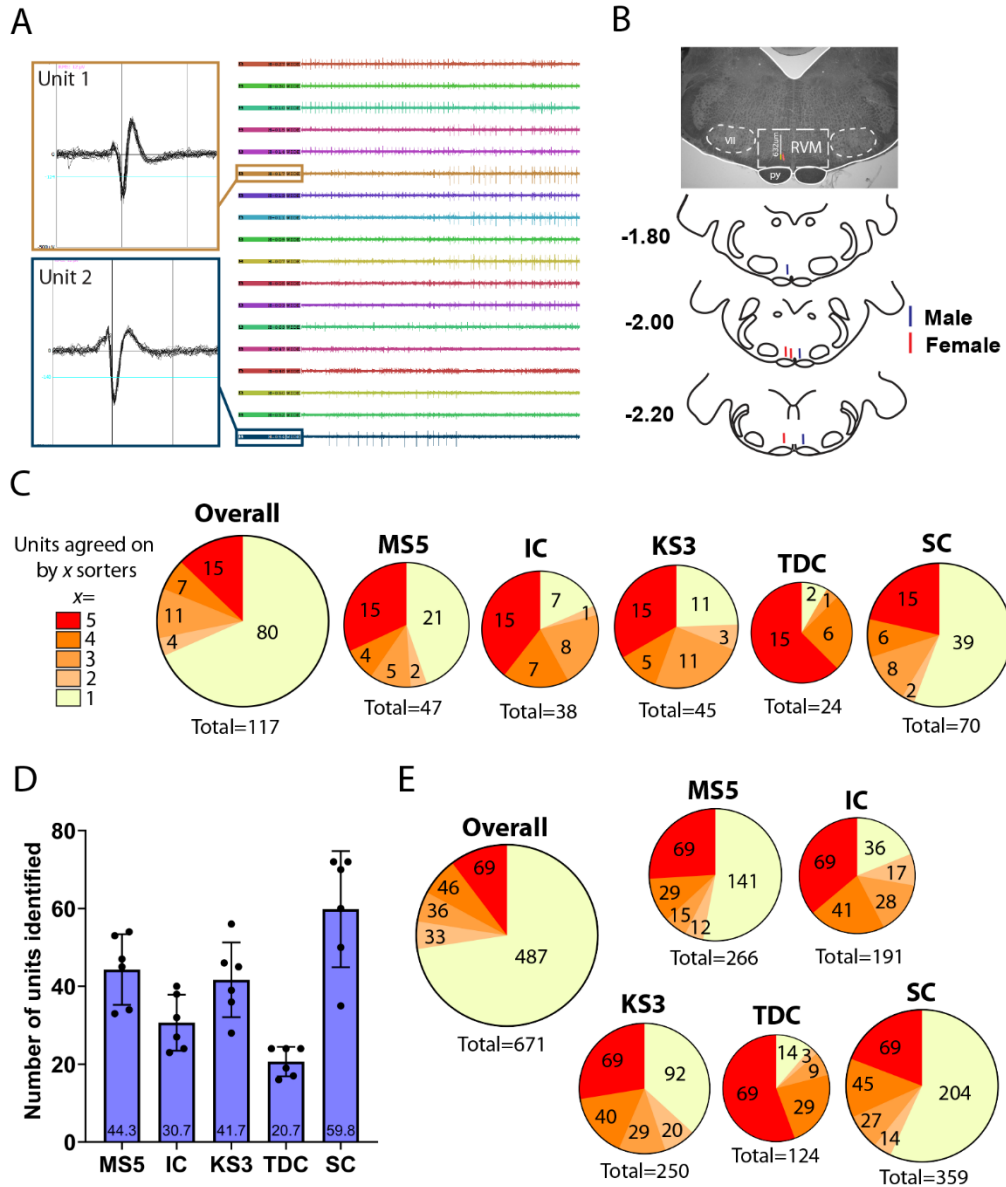 A
Unit 1
Unit 2
B
VII
632um
RVM
py
-1.80
-2.00
-2.20
Male
Female
C
Units agreed on
by x sorters
x=
5
4
3
2
1
Overall
15
7
11
4
80
Total=117
MS5
15
21
4
5
2
Total=47
IC
7
1
15
8
7
Total=38
KS3
15
11
3
5
11
Total=45
TDC
2
1
15
6
Total=24
SC
15
6
8
2
39
Total=70
D
Number of units identified
80
60
40
20
0
44.3
30.7
41.7
20.7
59.8
MS5
IC
KS3
TDC
SC
E
Overall
69
46
36
33
487
Total=671
MS5
69
141
29
15
12
Total=266
IC
36
69
17
28
41
Total=191
KS3
69
92
40
29
20
Total=250
TDC
14
3
9
69
29
Total=124
SC
69
45
204
27
14
Total=359